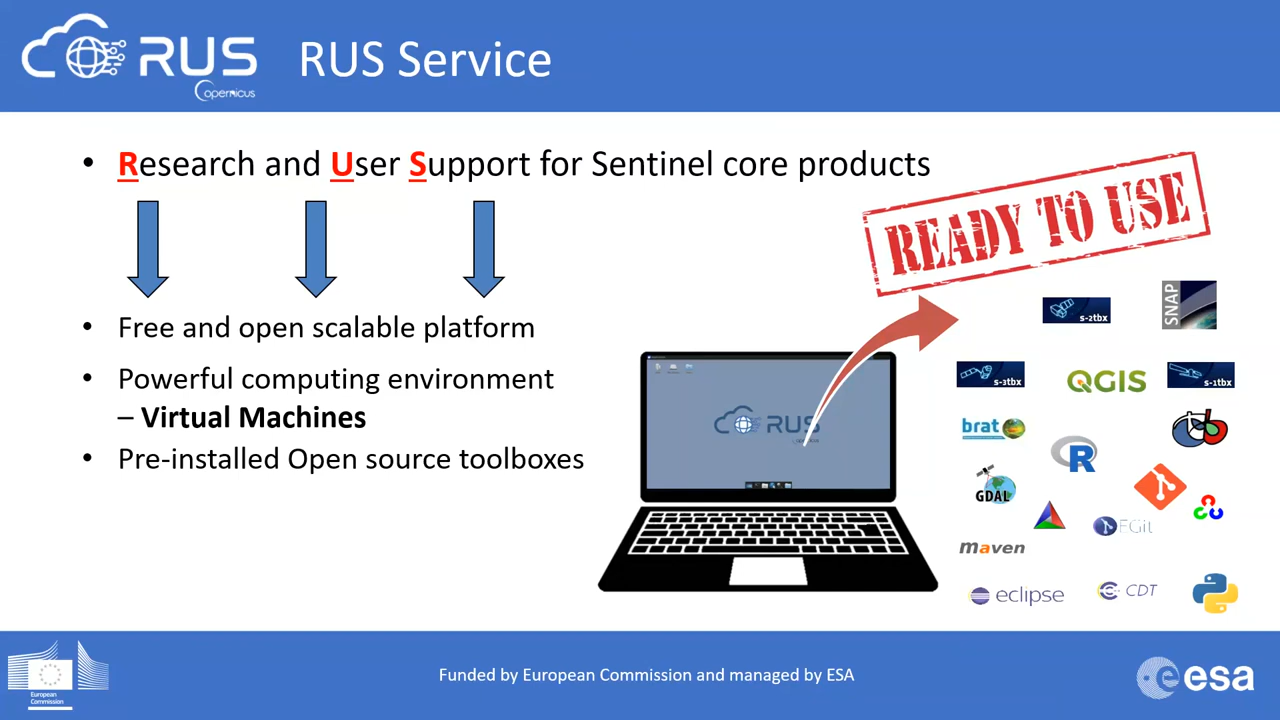 RUS
Copernicus
RUS Service
• Research and User Support for Sentinel core products
READY TO USE
• Free and open scalable platform
• Powerful computing environment
– Virtual Machines
• Pre-installed Open source toolboxes
RUS
s-2tbx
SNAP
s-3tbx
QGIS
s-1tbx
brat
R
GDAL
EGit
maven
eclipse
CDT
European
Commission
Funded by European Commission and managed by ESA
esa